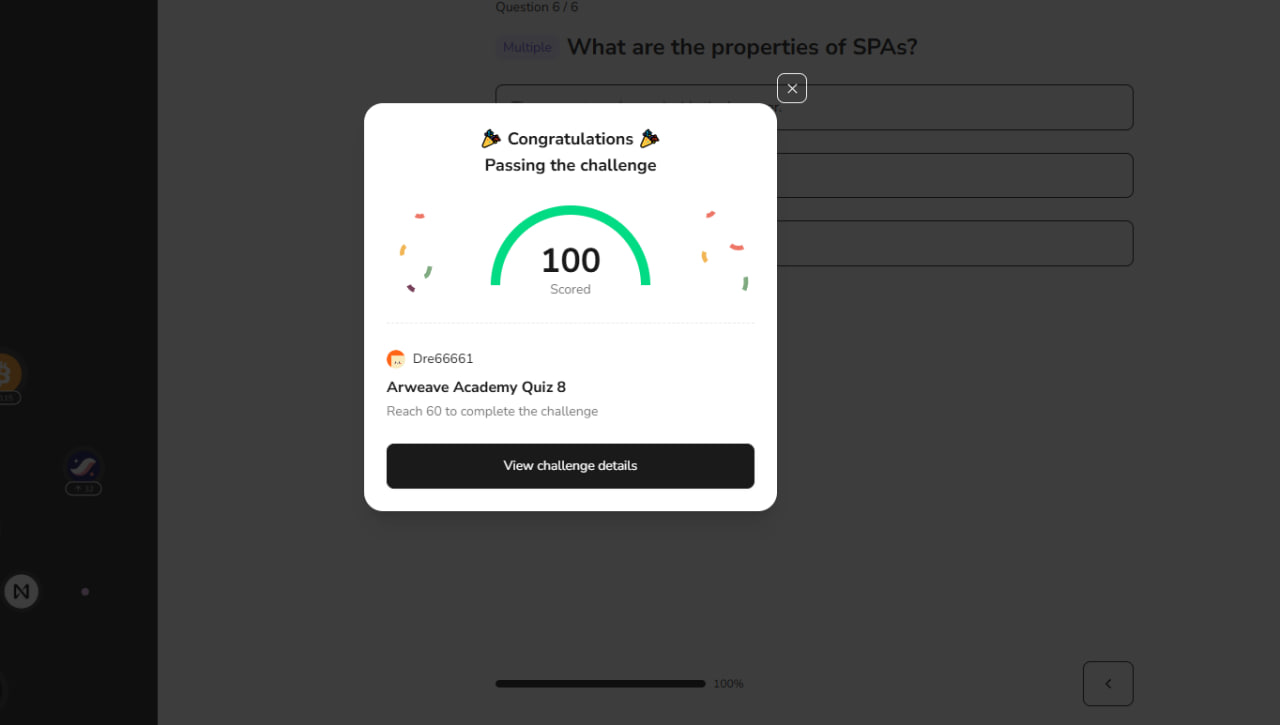 Question 6 / 6
Multiple What are the properties of SPAs?
Congratulations
Passing the challenge
100
Scored
Dre66661
Arweave Academy Quiz 8
Reach 60 to complete the challenge
View challenge details
100%